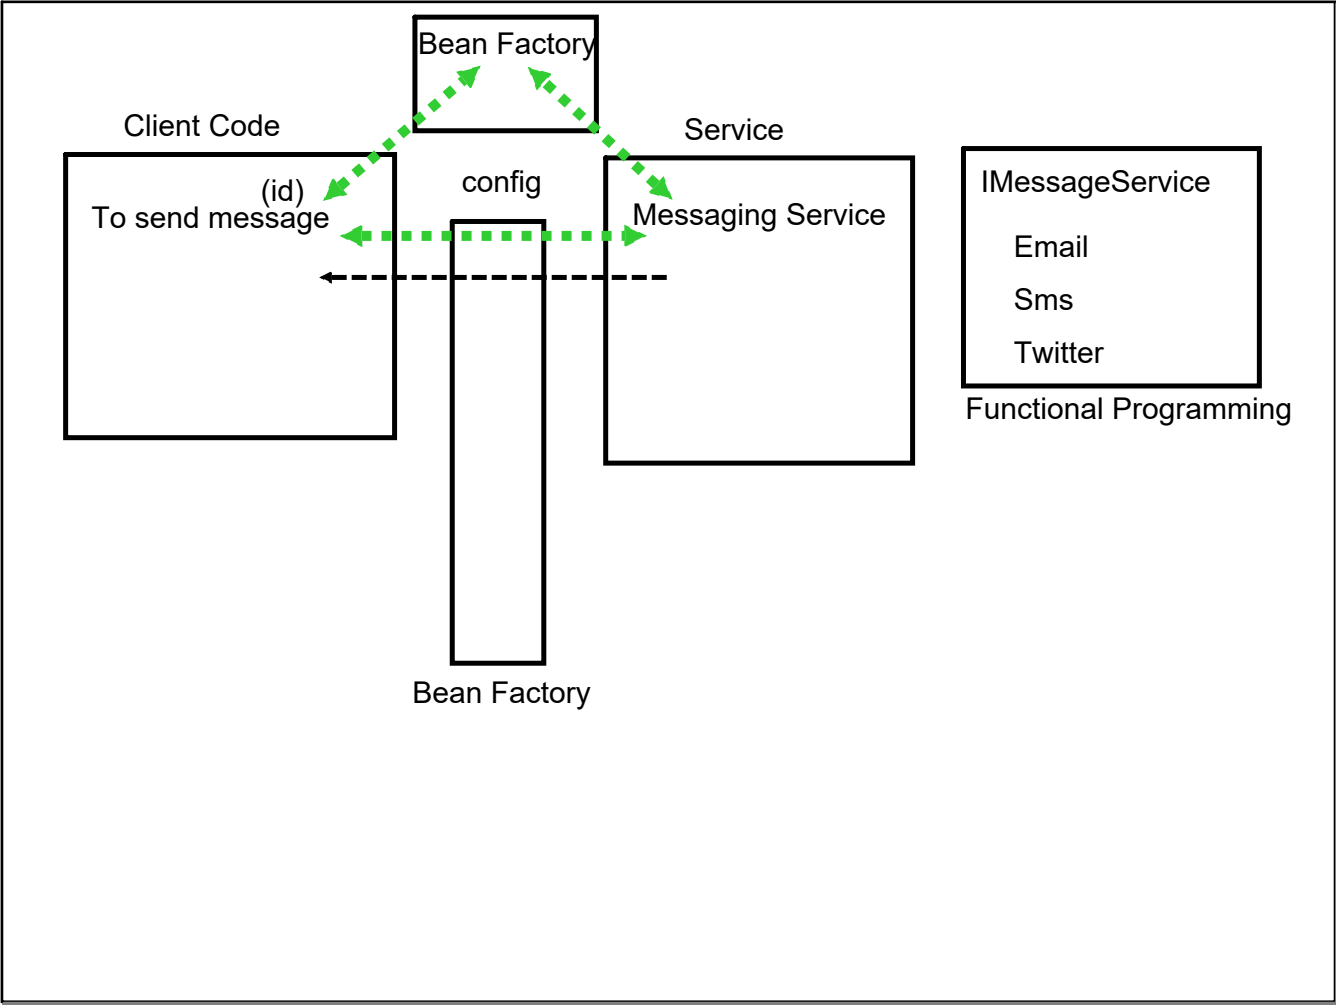 Bean Factory
Client Code
Service
(id)
To send message
config
Messaging Service
IMessageService
Email
Sms
Twitter
Functional Programming
Bean Factory